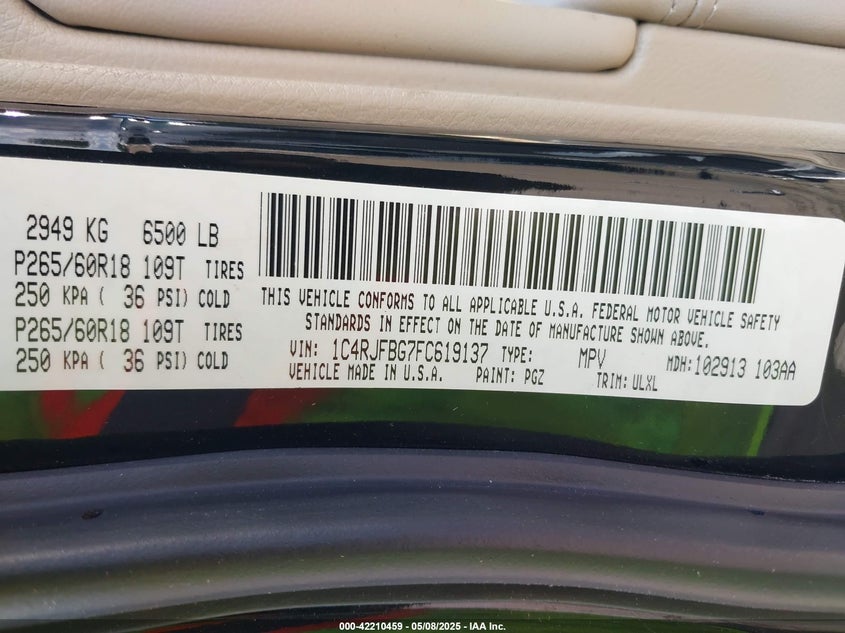 2949 KG 6500 LB
P265/60R18 109T TIRES
250 KPA ( 36 PSI) COLD
P265/60R18 109T TIRES
250 KPA ( 36 PSI) COLD
THIS VEHICLE CONFORMS TO ALL APPLICABLE U.S.A. FEDERAL MOTOR VEHICLE SAFETY
STANDARDS IN EFFECT ON THE DATE OF MANUFACTURE SHOWN ABOVE.
VIN: 1C4RJFBG7FC619137 TYPE: MPV MDH:102913 103AA
VEHICLE MADE IN U.S.A. PAINT: PGZ TRIM: ULXL
000-42210459 - 05/08/2025 - IAA Inc.